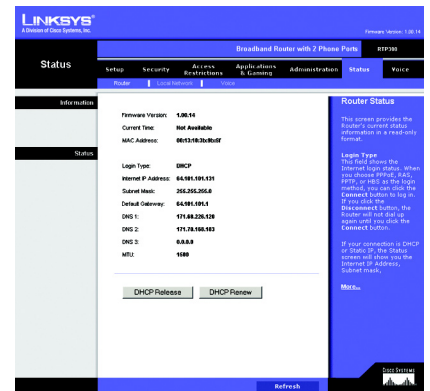 LINKSYS®
A Division of Cisco Systems, Inc.
Firmware Version: 1.00.14
Broadband Router with 2 Phone Ports
RTP300
Status
Setup
Security
Access Restrictions
Applications & Gaming
Administration
Status
Voice
Router
Local Network
Voice
Information
Firmware Version: 1.00.14
Current Time: Not Available
MAC Address:
Status
Login Type: DHCP
Internet IP Address: 64.101.101.131
Subnet Mask: 255.255.255.0
Default Gateway: 64.101.101.1
DNS 1: 171.68.226.120
DNS 2: 171.70.168.183
DNS 3: 0.0.0.0
MTU: 1500
DHCP Release
DHCP Renew
Router Status
This screen provides the
Router's current status
information in a read-only
format.
Login Type
This field shows the
Internet login status. When
you choose PPPoE, RAS,
PPTP, or HBS as the login
method, you can click the
Connect button to log in.
If you click the
Disconnect button, the
Router will not dial up
again until you click the
Connect button.
If your connection is DHCP
or Static IP, the Status
screen will show you the
Internet IP Address,
Subnet mask,
More...
Refresh
CISCO SYSTEMS